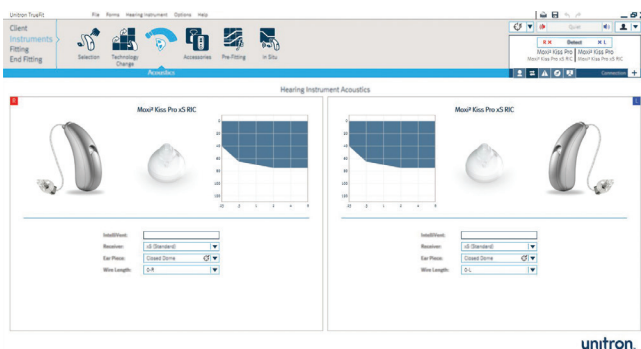 Unitron TrueFit
File Forms Hearing Instrument Options Help
Client
Instruments
Fitting
End Fitting
Selection
Technology Change
Acoustics
Accessories
Pre-Fitting
In Situ
Quiet
R Detect L
Moxi² Kiss Pro Moxi² Kiss Pro
Moxi² Kiss Pro xS RIC Moxi² Kiss Pro xS RIC
Connection +
Hearing Instrument Acoustics
R
Moxi² Kiss Pro xS RIC
IntelliVent:
Receiver: xS (Standard)
Ear Piece: Closed Dome
Wire Length: 0-R
L
Moxi² Kiss Pro xS RIC
IntelliVent:
Receiver: xS (Standard)
Ear Piece: Closed Dome
Wire Length: 0-L
unitron.